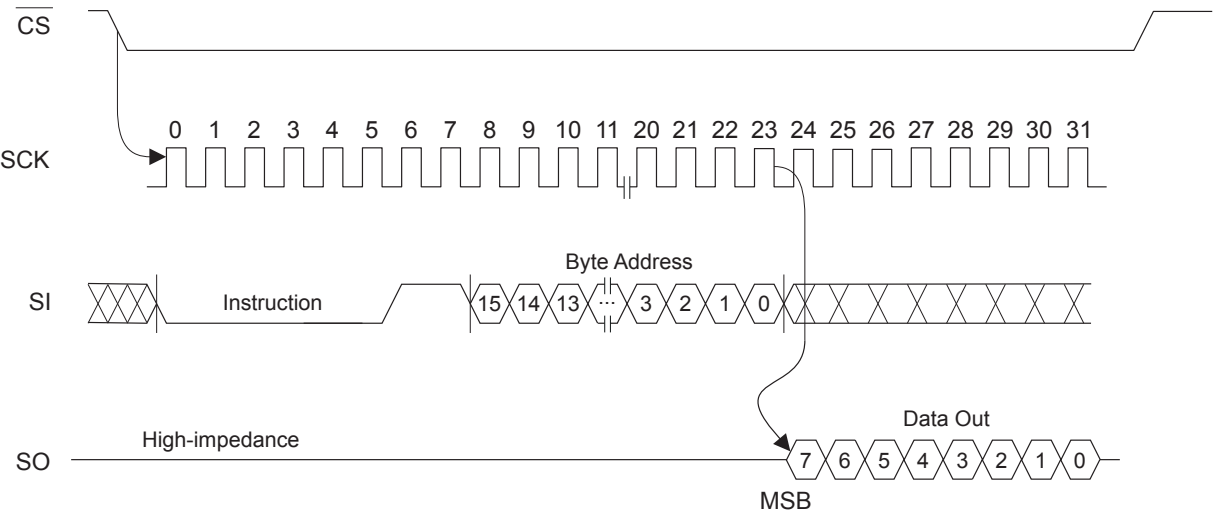 CS
0 1 2 3 4 5 6 7 8 9 10 11 20 21 22 23 24 25 26 27 28 29 30 31
SCK
Byte Address
SI Instruction 15 14 13 ... 3 2 1 0
Data Out
High-impedance
SO 7 6 5 4 3 2 1 0
MSB